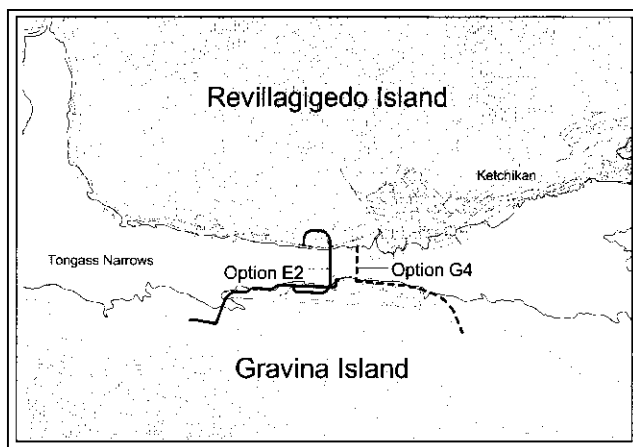 Revillagigedo Island
Ketchikan
Tongass Narrows
Option E2
Option G4
Gravina Island